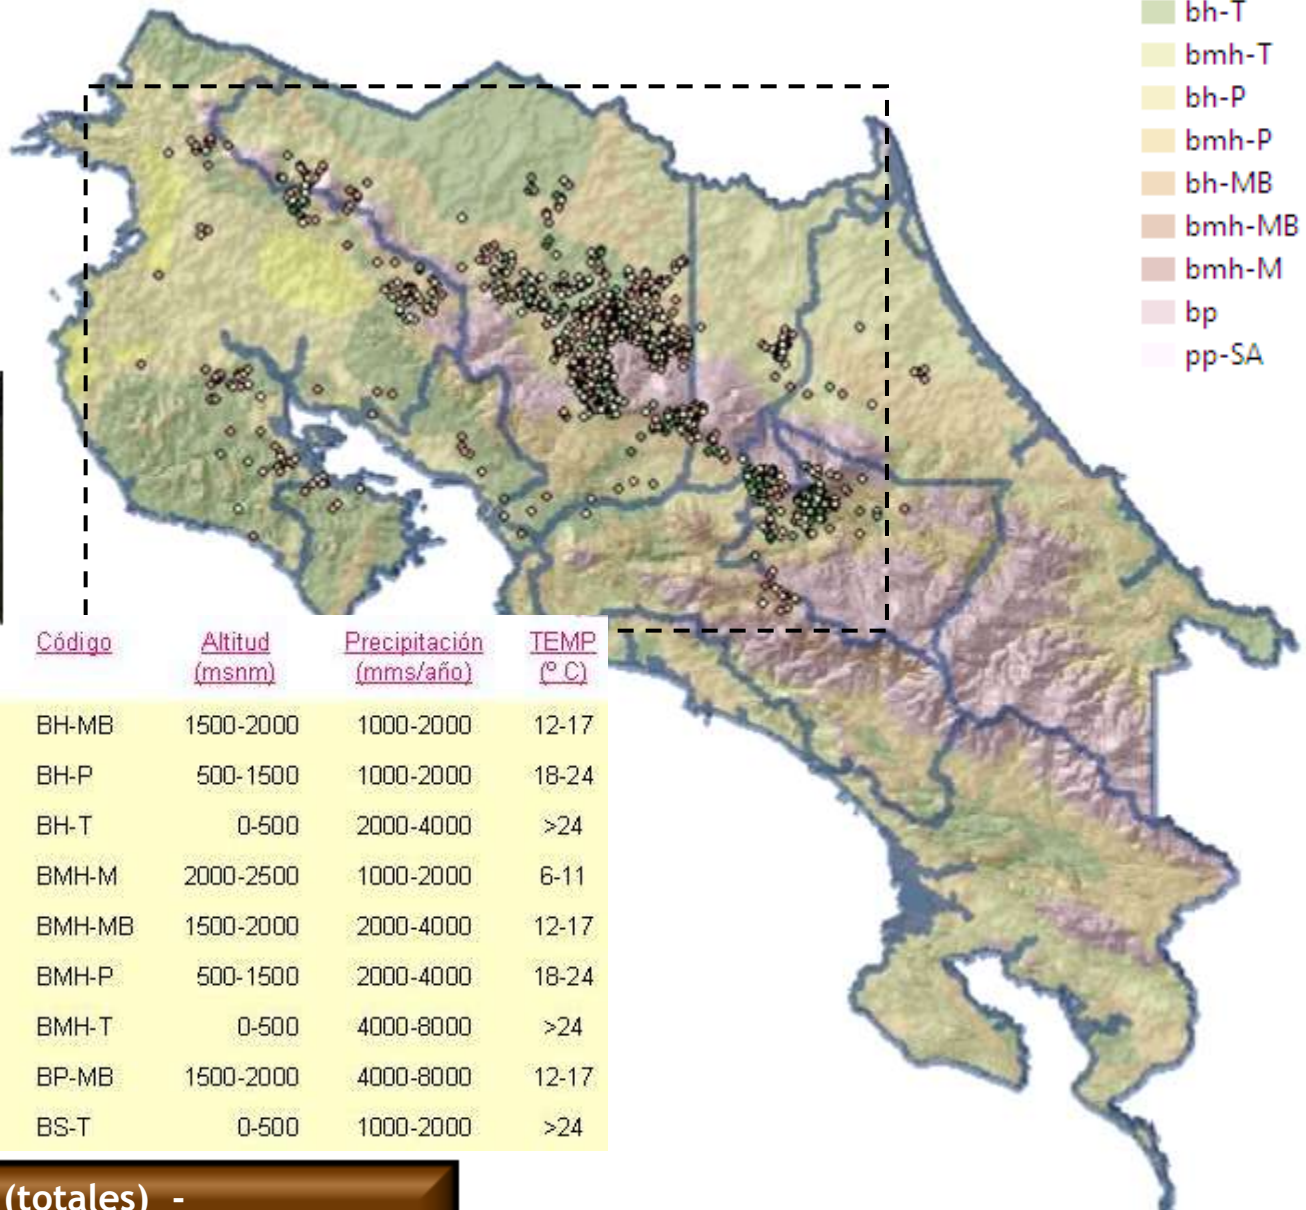 bh-T
bmh-T
bh-P
bmh-P
bh-MB
bmh-MB
bmh-M
bp
pp-SA
Código Altitud Precipitación TEMP
(msnm) (mms/año) (º C)
BH-MB 1500-2000 1000-2000 12-17
BH-P 500-1500 1000-2000 18-24
BH-T 0-500 2000-4000 >24
BMH-M 2000-2500 1000-2000 6-11
BMH-MB 1500-2000 2000-4000 12-17
BMH-P 500-1500 2000-4000 18-24
BMH-T 0-500 4000-8000 >24
BP-MB 1500-2000 4000-8000 12-17
BS-T 0-500 1000-2000 >24
(totales) -